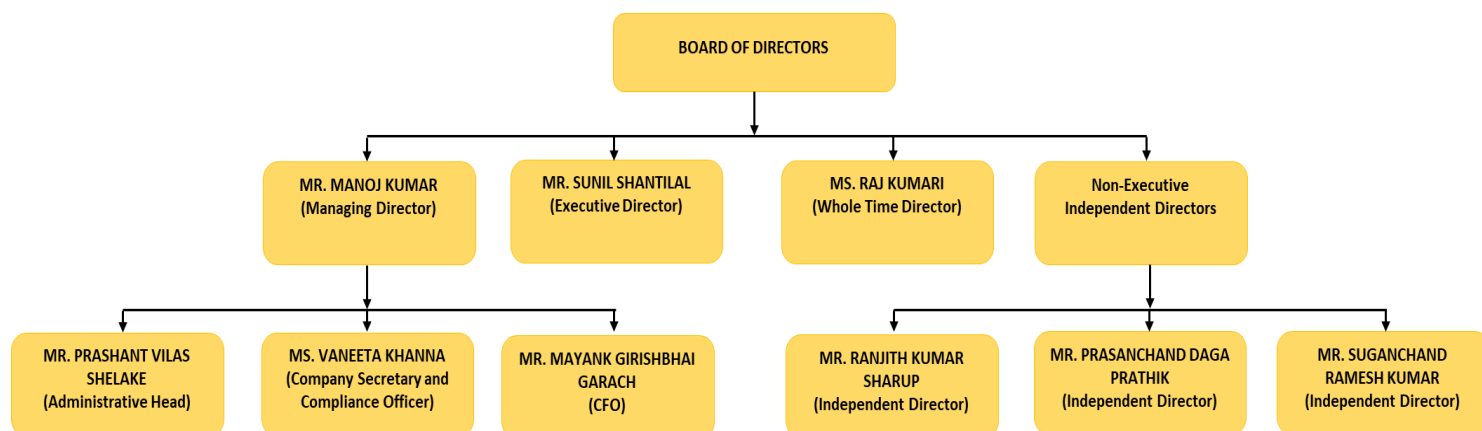 BOARD OF DIRECTORS
MR. MANOJ KUMAR
(Managing Director)
MR. SUNIL SHANTILAL
(Executive Director)
MS. RAJ KUMARI
(Whole Time Director)
Non-Executive
Independent Directors
MR. PRASHANT VILAS
SHELAKE
(Administrative Head)
MS. VANEETA KHANNA
(Company Secretary and
Compliance Officer)
MR. MAYANK GIRISHBHAI
GARACH
(CFO)
MR. RANJITH KUMAR
SHARUP
(Independent Director)
MR. PRASANCHAND DAGA
PRATHIK
(Independent Director)
MR. SUGANCHAND
RAMESH KUMAR
(Independent Director)